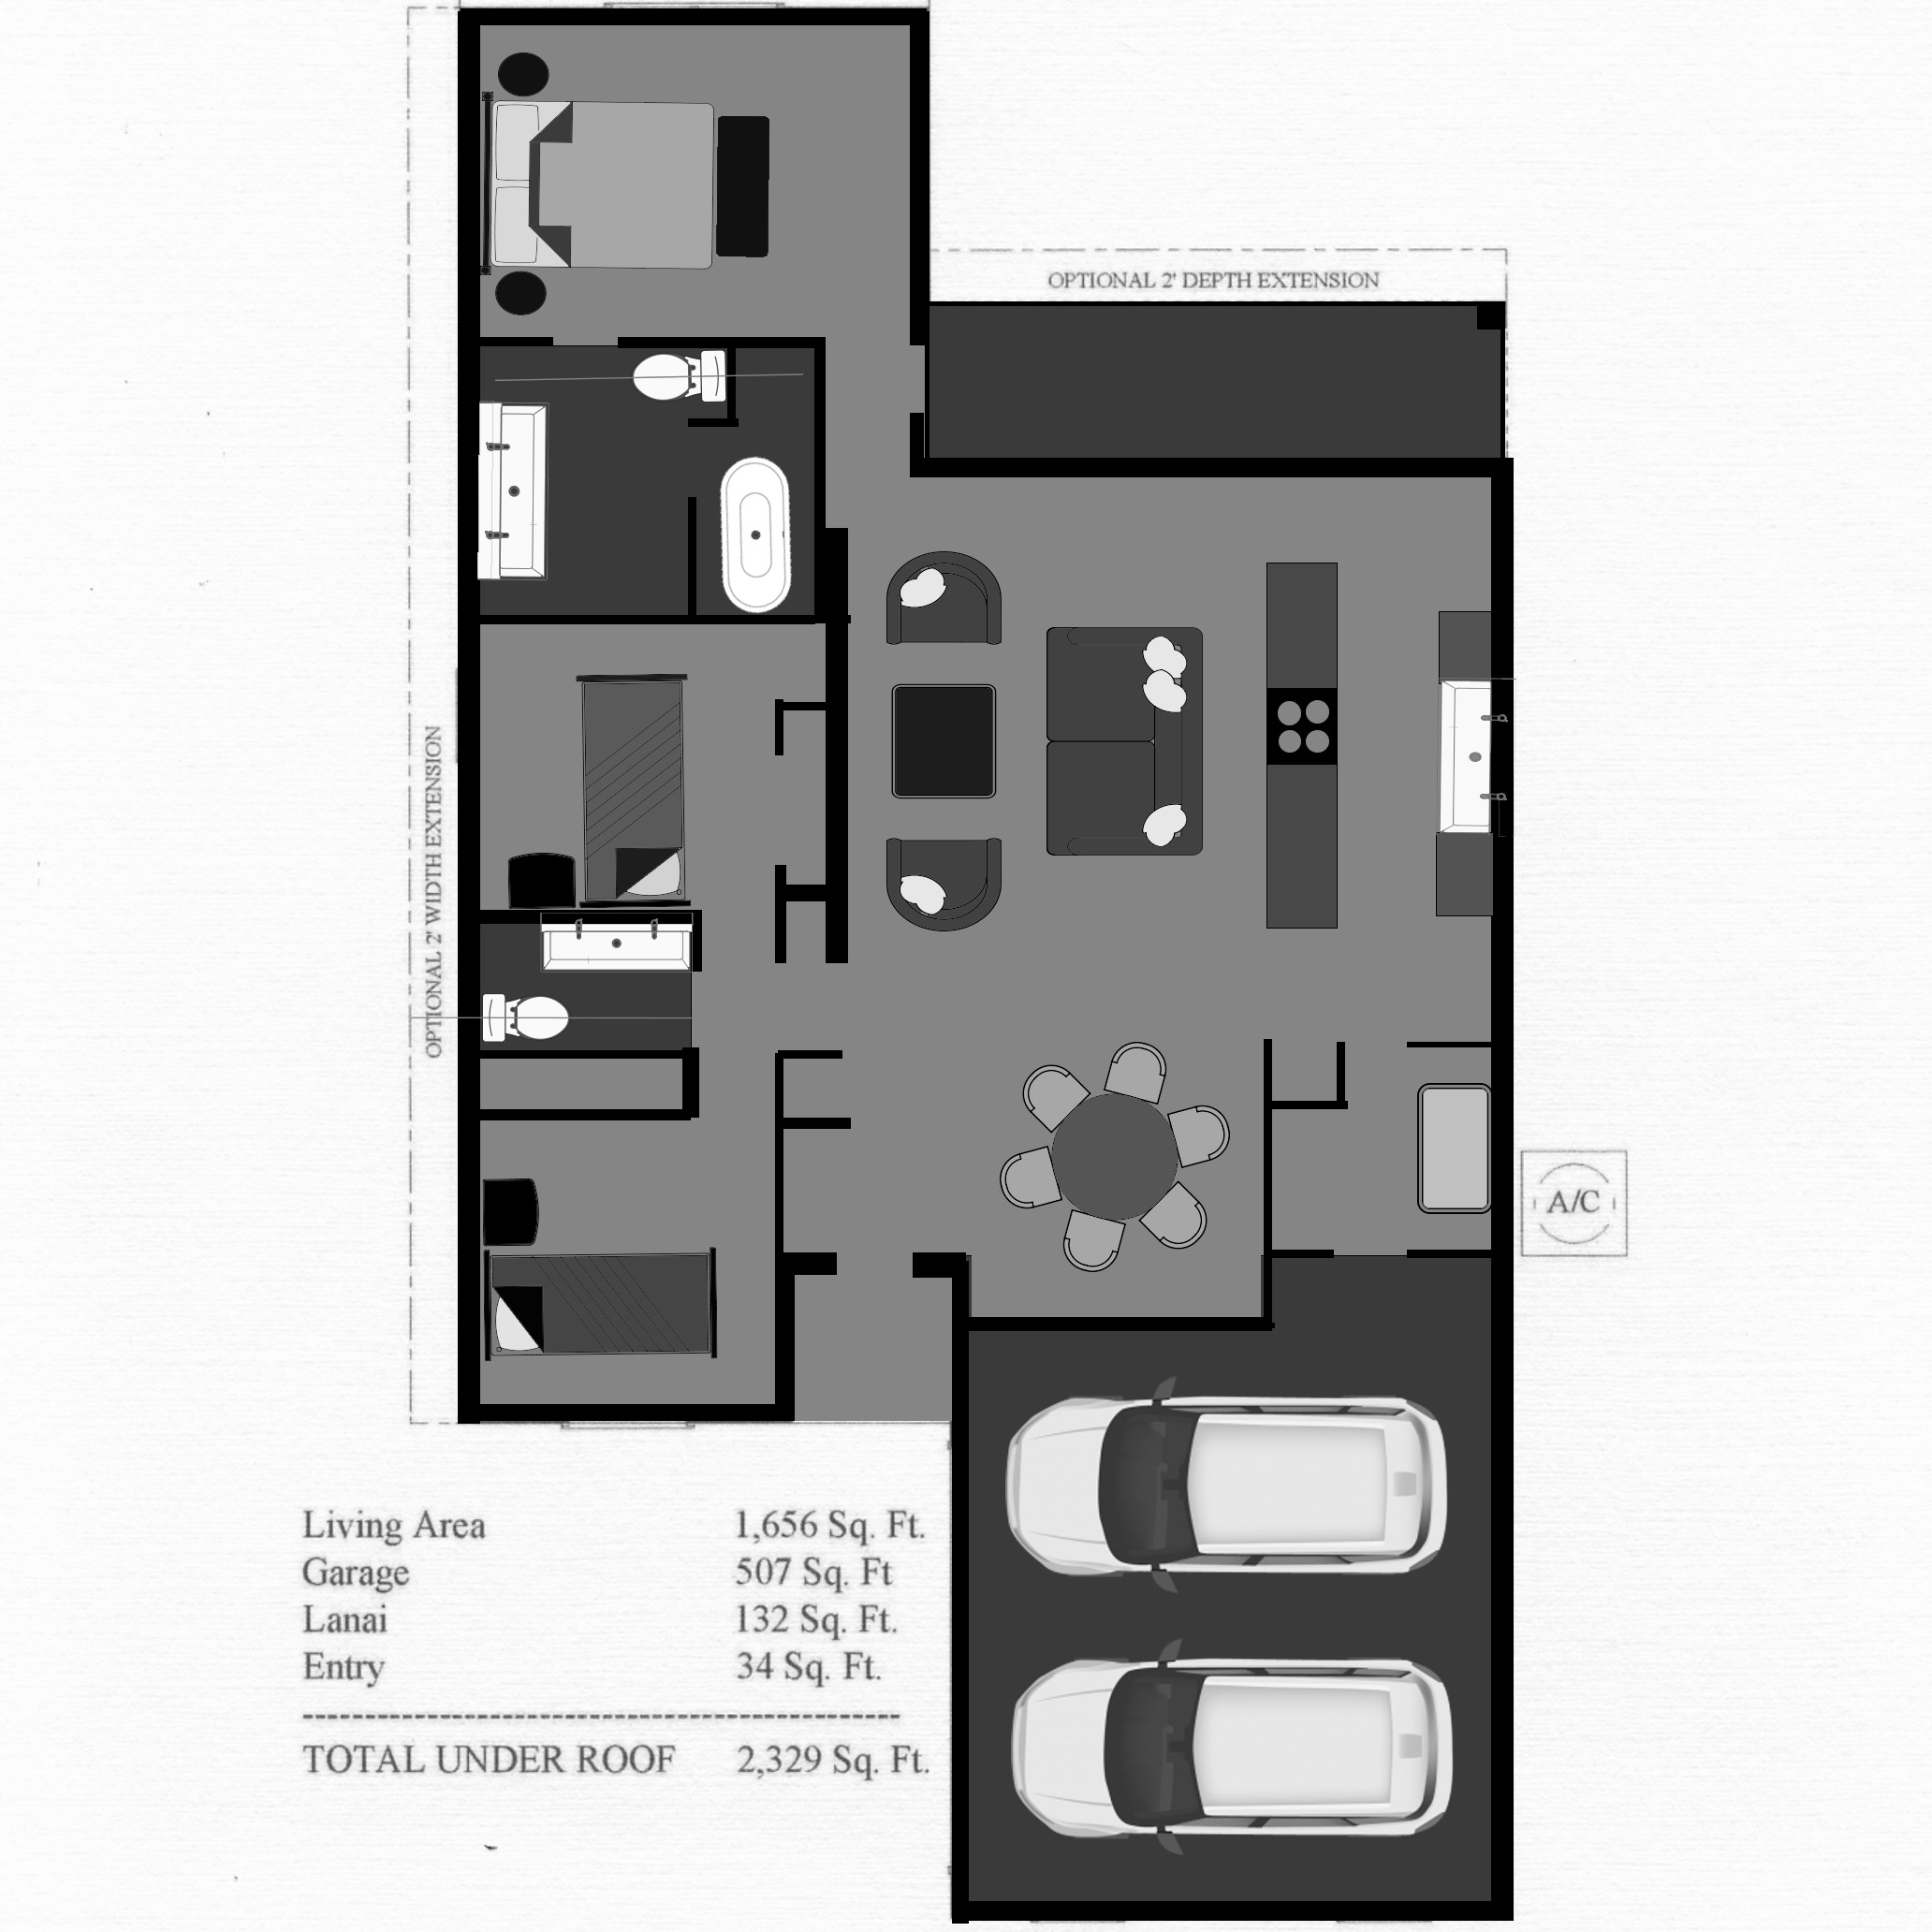 OPTIONAL 2' DEPTH EXTENSION
OPTIONAL 2' WIDTH EXTENSION
A/C
Living Area 1,656 Sq. Ft.
Garage 507 Sq. Ft
Lanai 132 Sq. Ft.
Entry 34 Sq. Ft.
TOTAL UNDER ROOF 2,329 Sq. Ft.